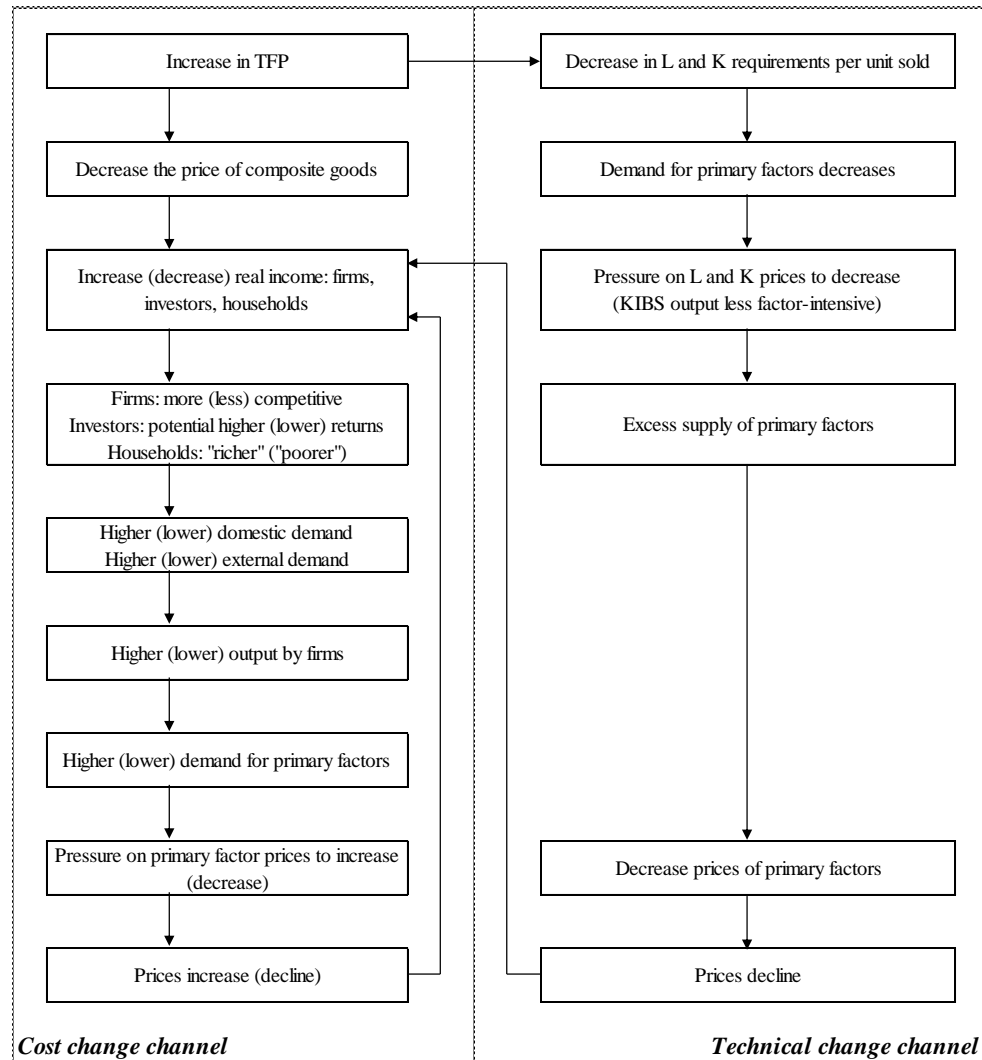 Increase in TFP
Decrease the price of composite goods
Increase (decrease) real income: firms,
investors, households
Firms: more (less) competitive
Investors: potential higher (lower) returns
Households: "richer" ("poorer")
Higher (lower) domestic demand
Higher (lower) external demand
Higher (lower) output by firms
Higher (lower) demand for primary factors
Pressure on primary factor prices to increase
(decrease)
Prices increase (decline)
Cost change channel
Decrease in L and K requirements per unit sold
Demand for primary factors decreases
Pressure on L and K prices to decrease
(KIBS output less factor-intensive)
Excess supply of primary factors
Decrease prices of primary factors
Prices decline
Technical change channel